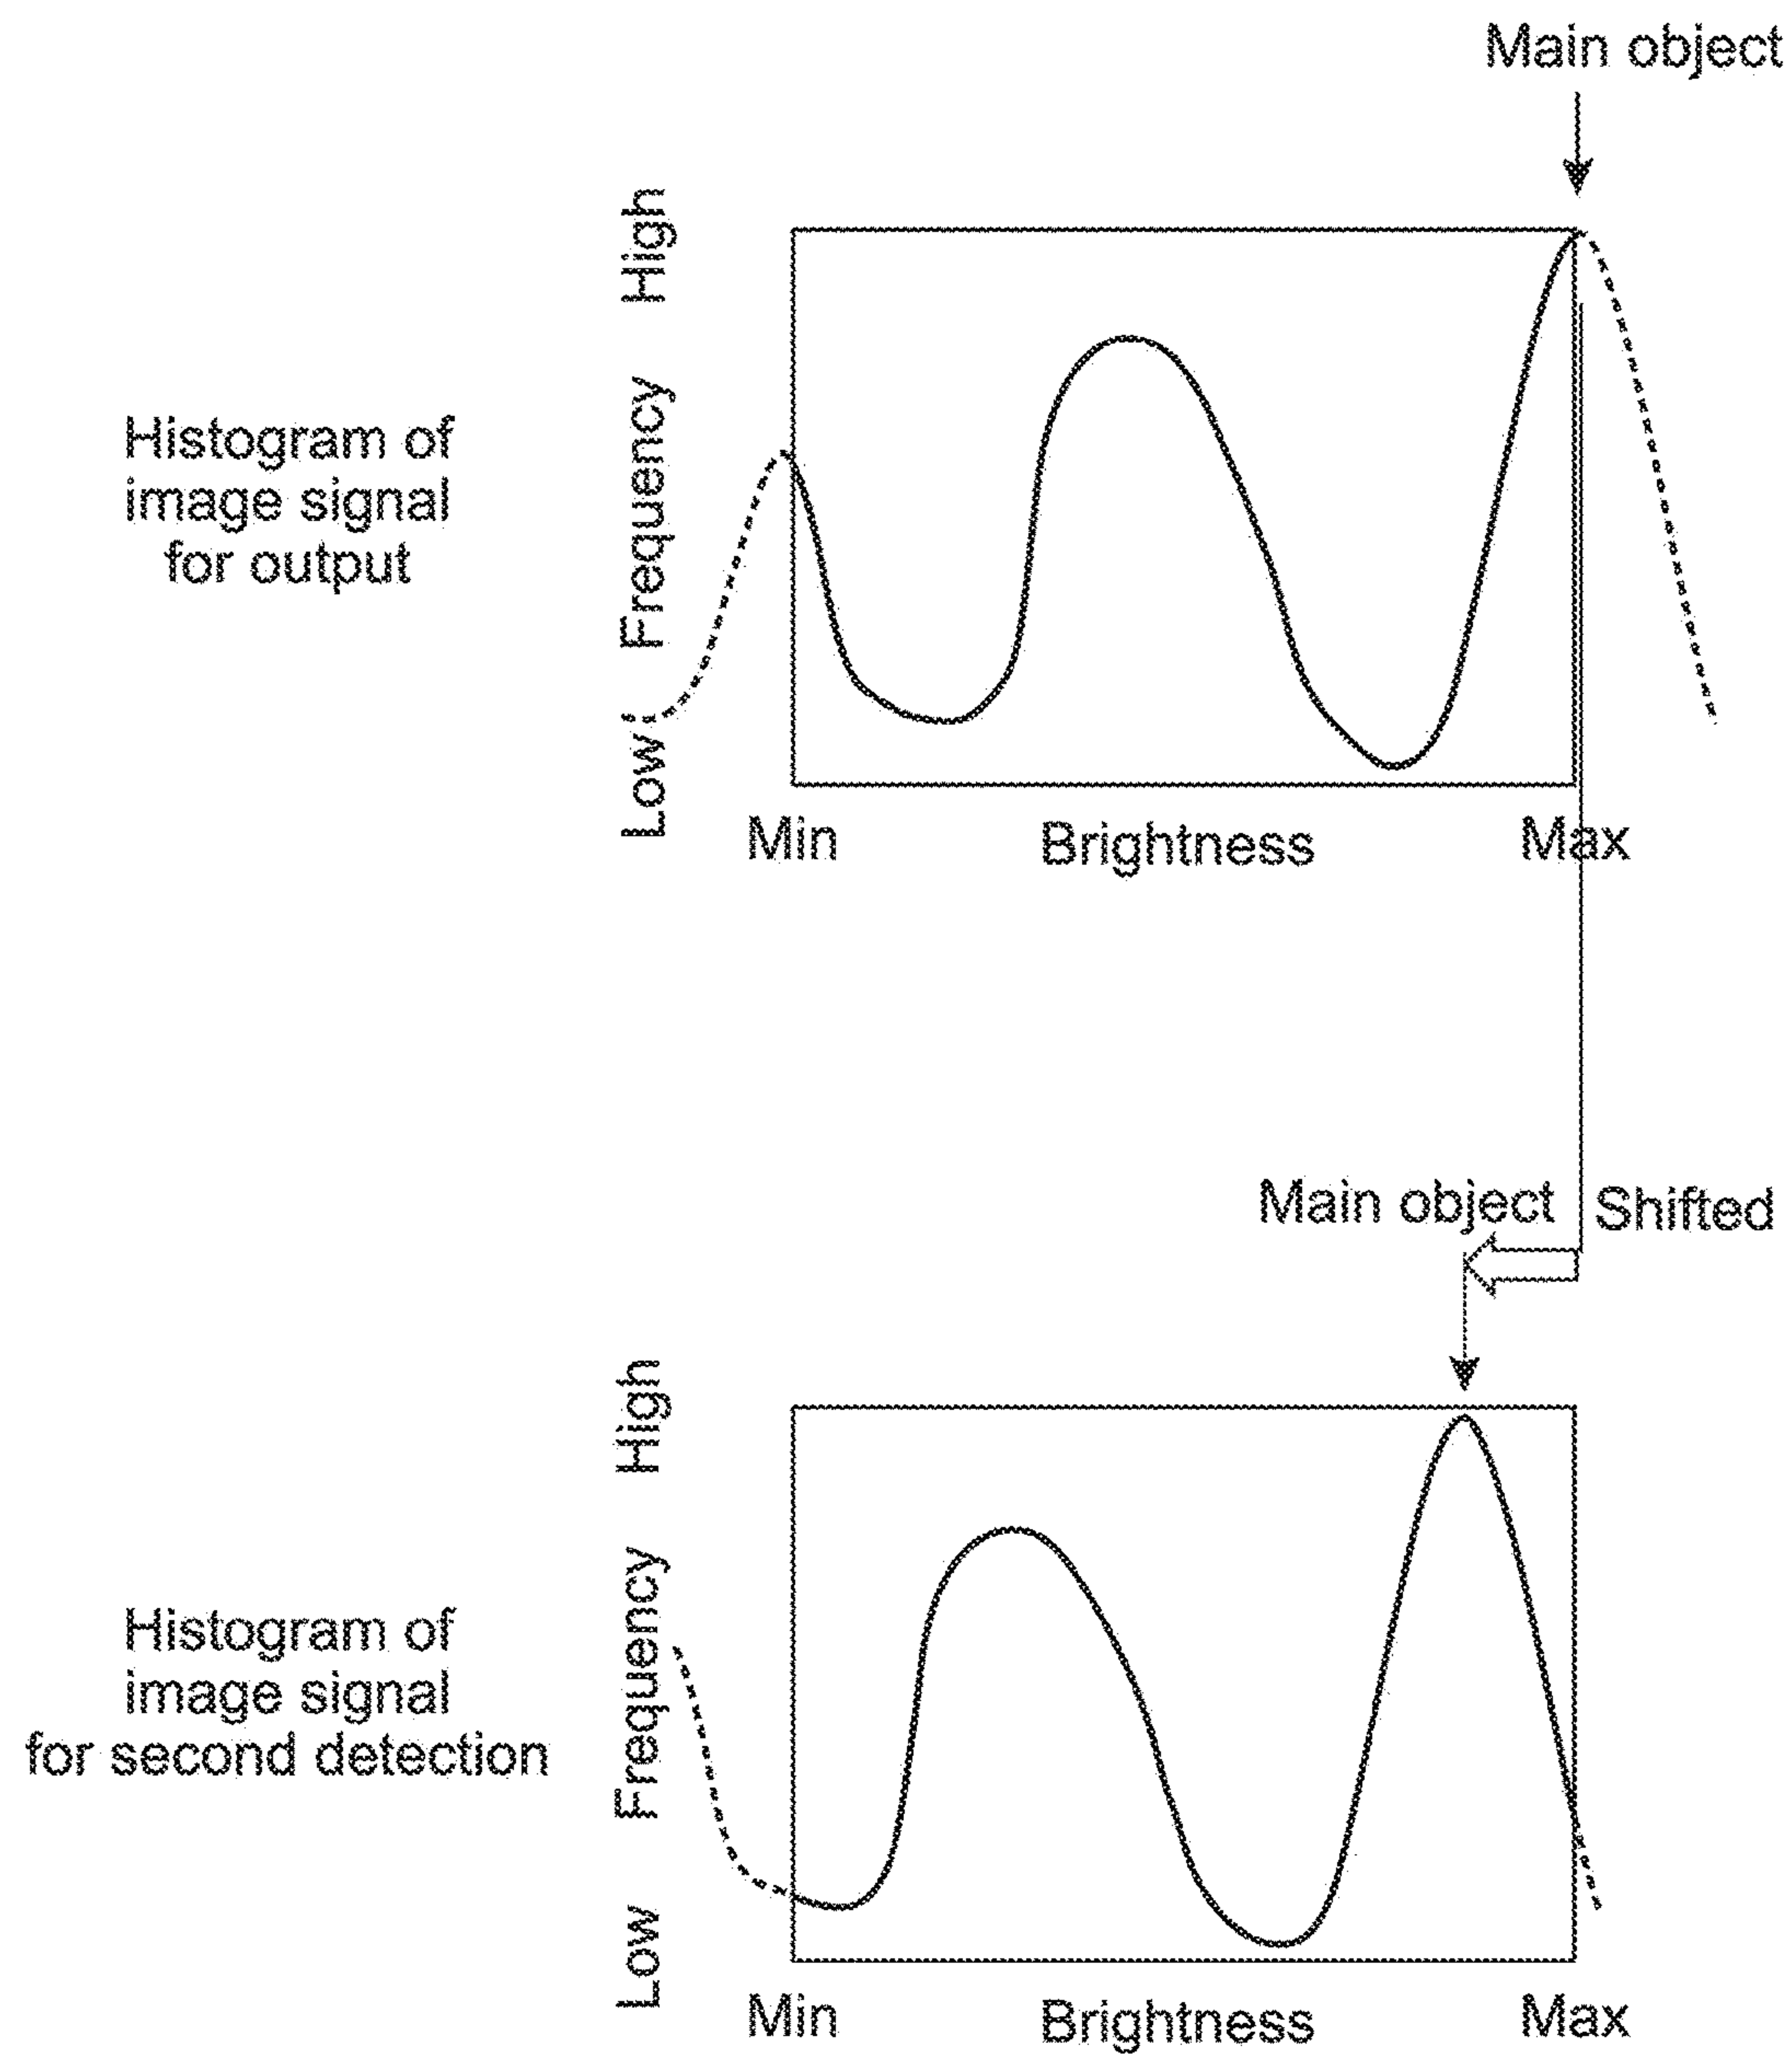 Main object
High
Frequency
Low
Histogram of
image signal
for output
Min
Brightness
Max
Main object
Shifted
High
Frequency
Low
Histogram of
image signal
for second detection
Min
Brightness
Max